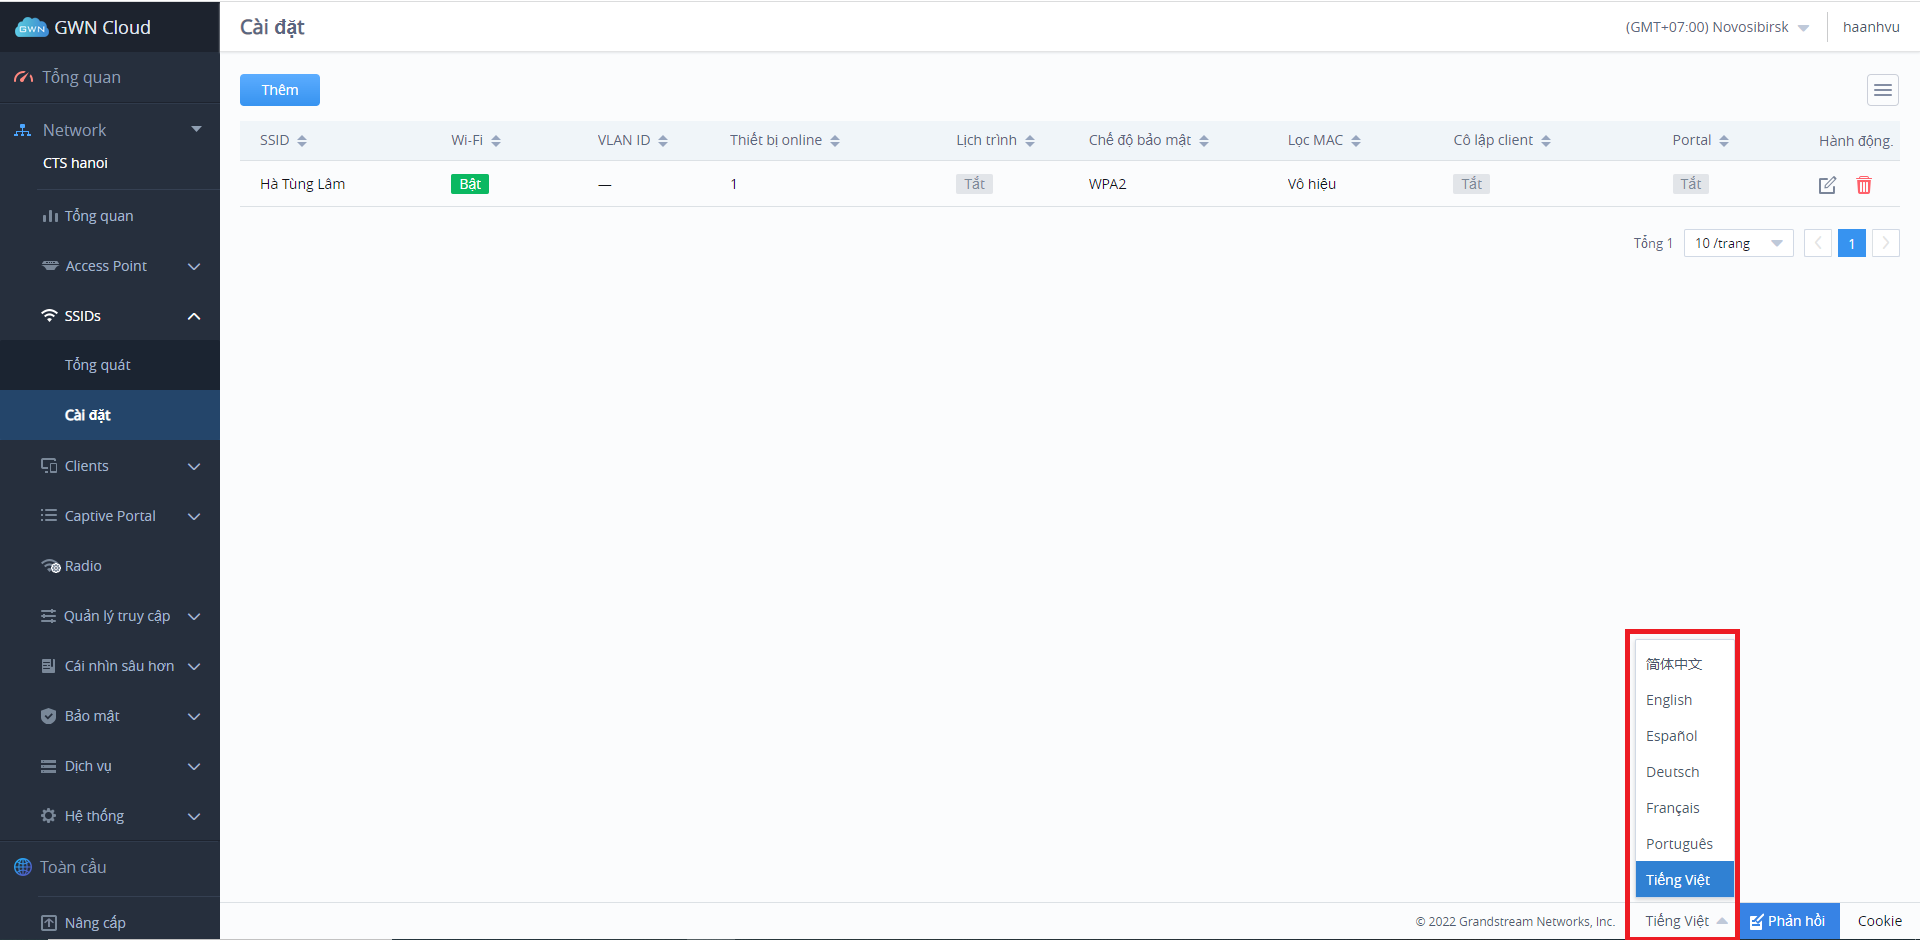 GWN GWN Cloud
Cài đặt
(GMT+07:00) Novosibirsk
haanhvu
Tổng quan
Network
CTS hanoi
Tổng quan
Access Point
SSIDs
Tổng quát
Cài đặt
Clients
Captive Portal
Radio
Quản lý truy cập
Cái nhìn sâu hơn
Bảo mật
Dịch vụ
Hệ thống
Toàn cầu
Nâng cấp
Thêm
SSID Wi-Fi VLAN ID Thiết bị online Lịch trình Chế độ bảo mật Lọc MAC Cô lập client Portal Hành động.
Hà Tùng Lâm Bật — 1 Tắt WPA2 Vô hiệu Tắt Tắt
Tổng 1 10 /trang 1
简体中文
English
Español
Deutsch
Français
Português
Tiếng Việt
© 2022 Grandstream Networks, Inc. Tiếng Việt Phản hồi Cookie